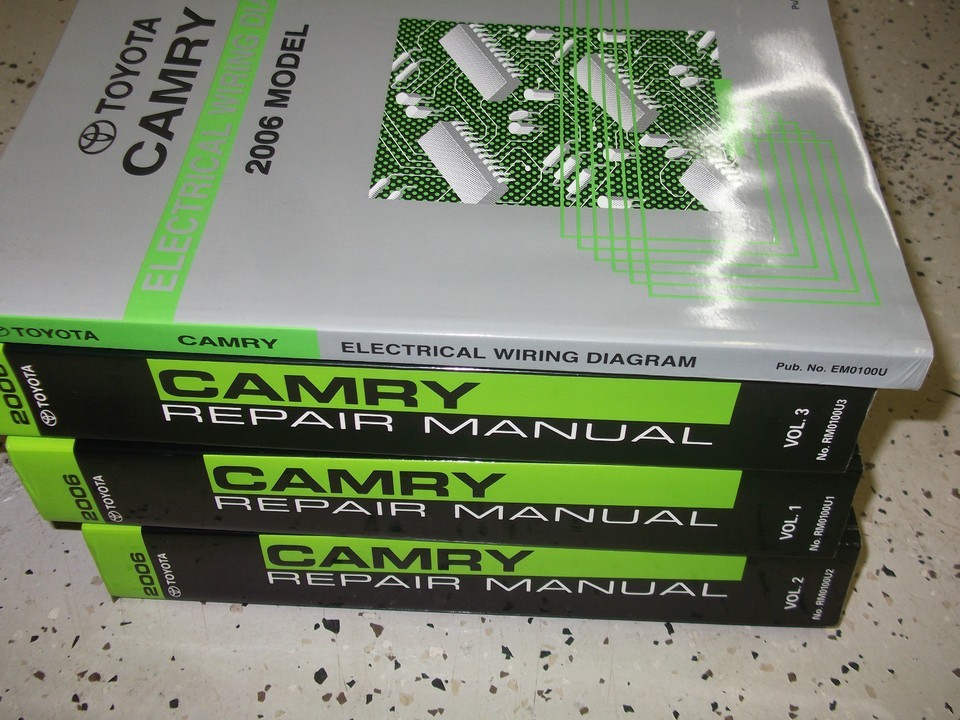 TOYOTA
CAMRY
ELECTRICAL WIRING
2006 MODEL
TOYOTA CAMRY ELECTRICAL WIRING DIAGRAM Pub. No. EM0100U
2006 TOYOTA
CAMRY
REPAIR MANUAL
VOL. 3
No. RM0100U3
2006 TOYOTA
CAMRY
REPAIR MANUAL
VOL. 1
No. RM0100U1
2006 TOYOTA
CAMRY
REPAIR MANUAL
VOL. 2
No. RM0100U2